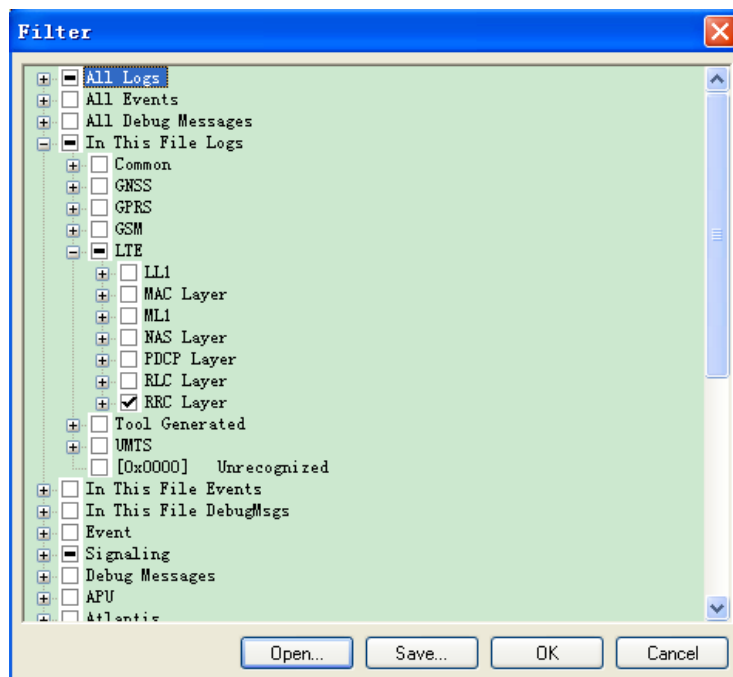 Filter
All Logs
All Events
All Debug Messages
In This File Logs
Common
GNSS
GPRS
GSM
LTE
LL1
MAC Layer
ML1
NAS Layer
PDCP Layer
RLC Layer
RRC Layer
Tool Generated
UMTS
[0x0000] Unrecognized
In This File Events
In This File DebugMsgs
Event
Signaling
Debug Messages
APU
Atlantis
Open... Save... OK Cancel